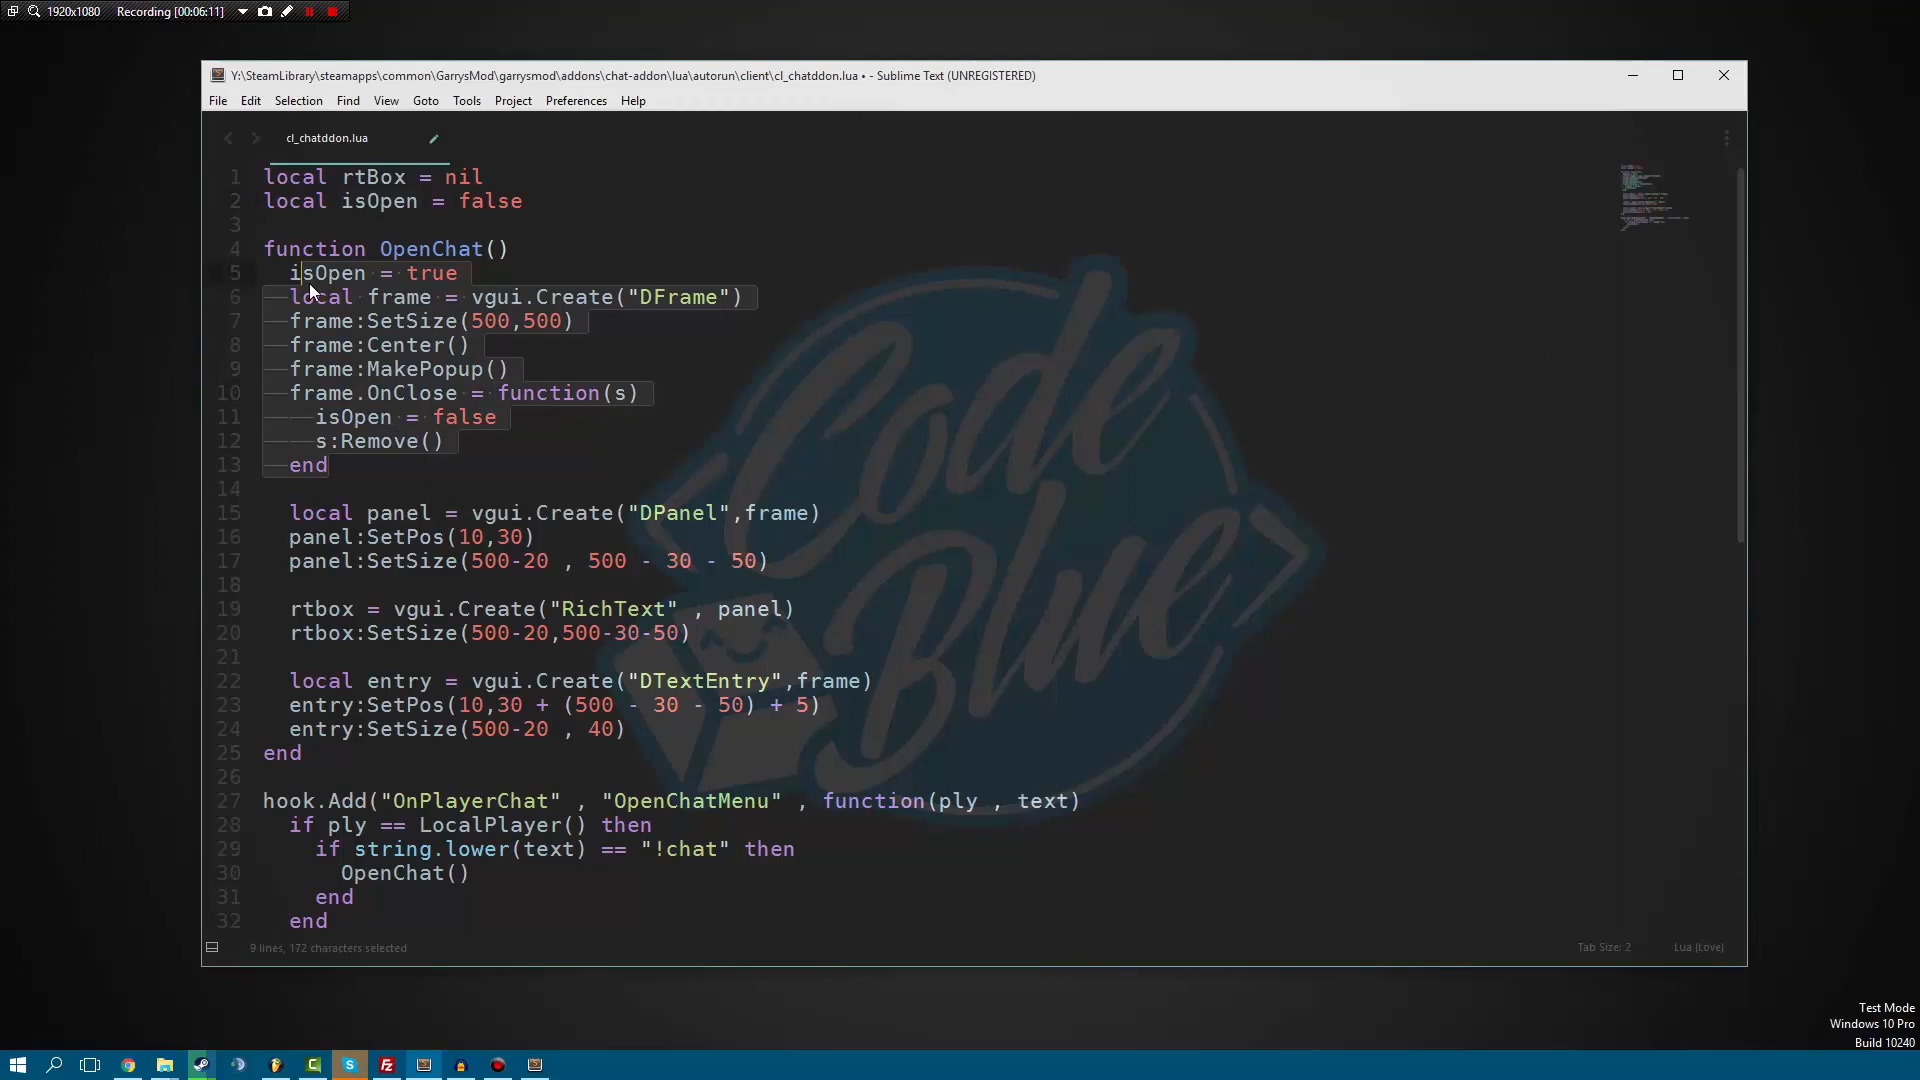 1920x1080 Recording [00:06:11]
Y:\SteamLibrary\steamapps\common\GarrysMod\garrysmod\addons\chat-addon\lua\autorun\client\cl_chatddon.lua • - Sublime Text (UNREGISTERED)
File Edit Selection Find View Goto Tools Project Preferences Help
cl_chatddon.lua
1 local rtBox = nil
2 local isOpen = false
3
4 function OpenChat()
5 isOpen = true
6 local frame = vgui.Create("DFrame")
7 frame:SetSize(500,500)
8 frame:Center()
9 frame:MakePopup()
10 frame.OnClose = function(s)
11 isOpen = false
12 s:Remove()
13 end
14
15 local panel = vgui.Create("DPanel",frame)
16 panel:SetPos(10,30)
17 panel:SetSize(500-20 , 500 - 30 - 50)
18
19 rtbox = vgui.Create("RichText" , panel)
20 rtbox:SetSize(500-20,500-30-50)
21
22 local entry = vgui.Create("DTextEntry",frame)
23 entry:SetPos(10,30 + (500 - 30 - 50) + 5)
24 entry:SetSize(500-20 , 40)
25 end
26
27 hook.Add("OnPlayerChat" , "OpenChatMenu" , function(ply , text)
28 if ply == LocalPlayer() then
29 if string.lower(text) == "!chat" then
30 OpenChat()
31 end
32 end
Code
Blue
9 lines, 172 characters selected
Tab Size: 2 Lua (Love)
Test Mode
Windows 10 Pro
Build 10240